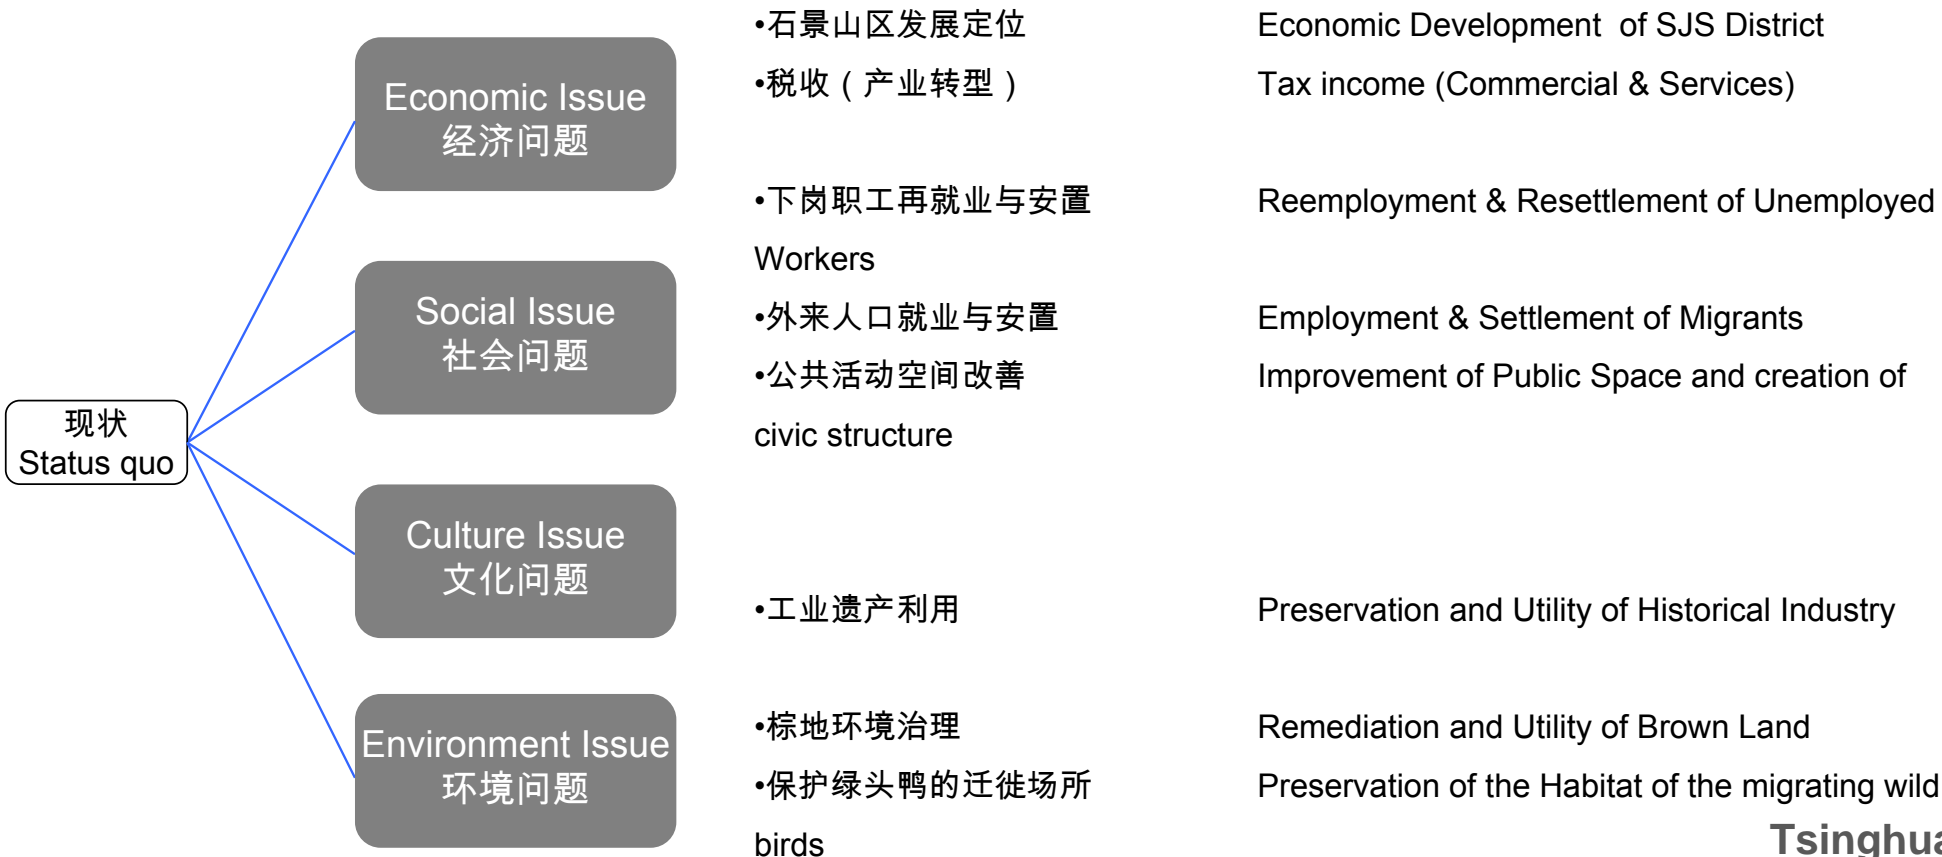 现状
Status quo
Economic Issue
经济问题
Social Issue
社会问题
Culture Issue
文化问题
Environment Issue
环境问题
•石景山区发展定位 Economic Development of SJS District
•税收（产业转型） Tax income (Commercial & Services)
•下岗职工再就业与安置 Reemployment & Resettlement of Unemployed
Workers
•外来人口就业与安置 Employment & Settlement of Migrants
•公共活动空间改善 Improvement of Public Space and creation of
civic structure
•工业遗产利用 Preservation and Utility of Historical Industry
•棕地环境治理 Remediation and Utility of Brown Land
•保护绿头鸭的迁徙场所 Preservation of the Habitat of the migrating wild
birds
Tsinghua